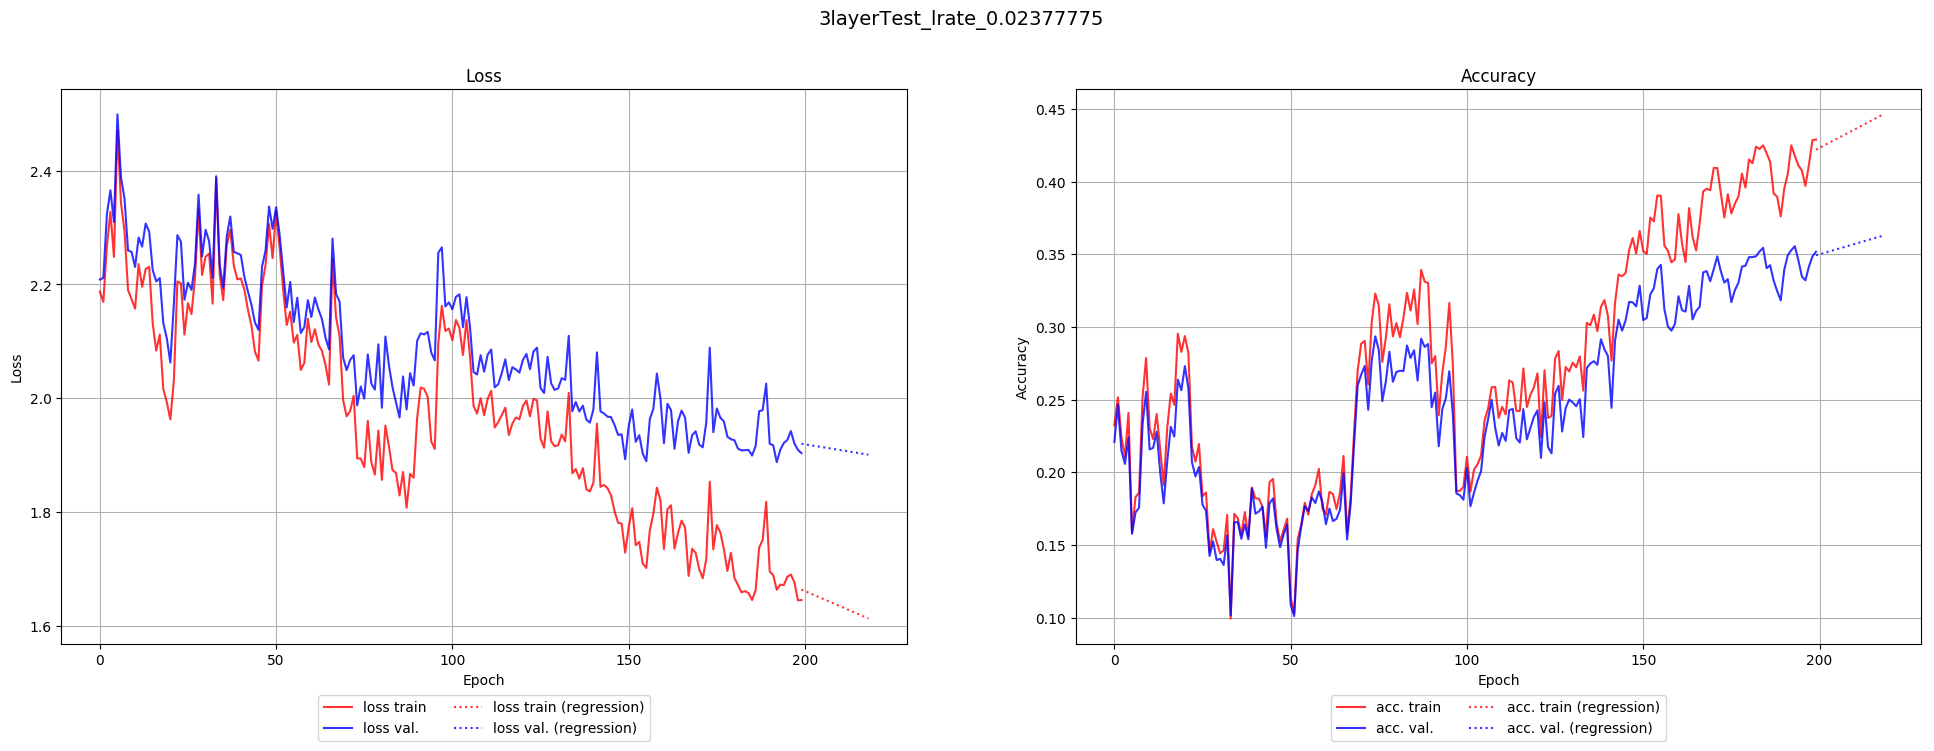 3layerTest_lrate_0.02377775
Loss
Loss
2.4
2.2
2.0
1.8
1.6
0
50
100
150
200
Epoch
loss train
loss val.
loss train (regression)
loss val. (regression)
Accuracy
Accuracy
0.45
0.40
0.35
0.30
0.25
0.20
0.15
0.10
0
50
100
150
200
Epoch
acc. train
acc. val.
acc. train (regression)
acc. val. (regression)